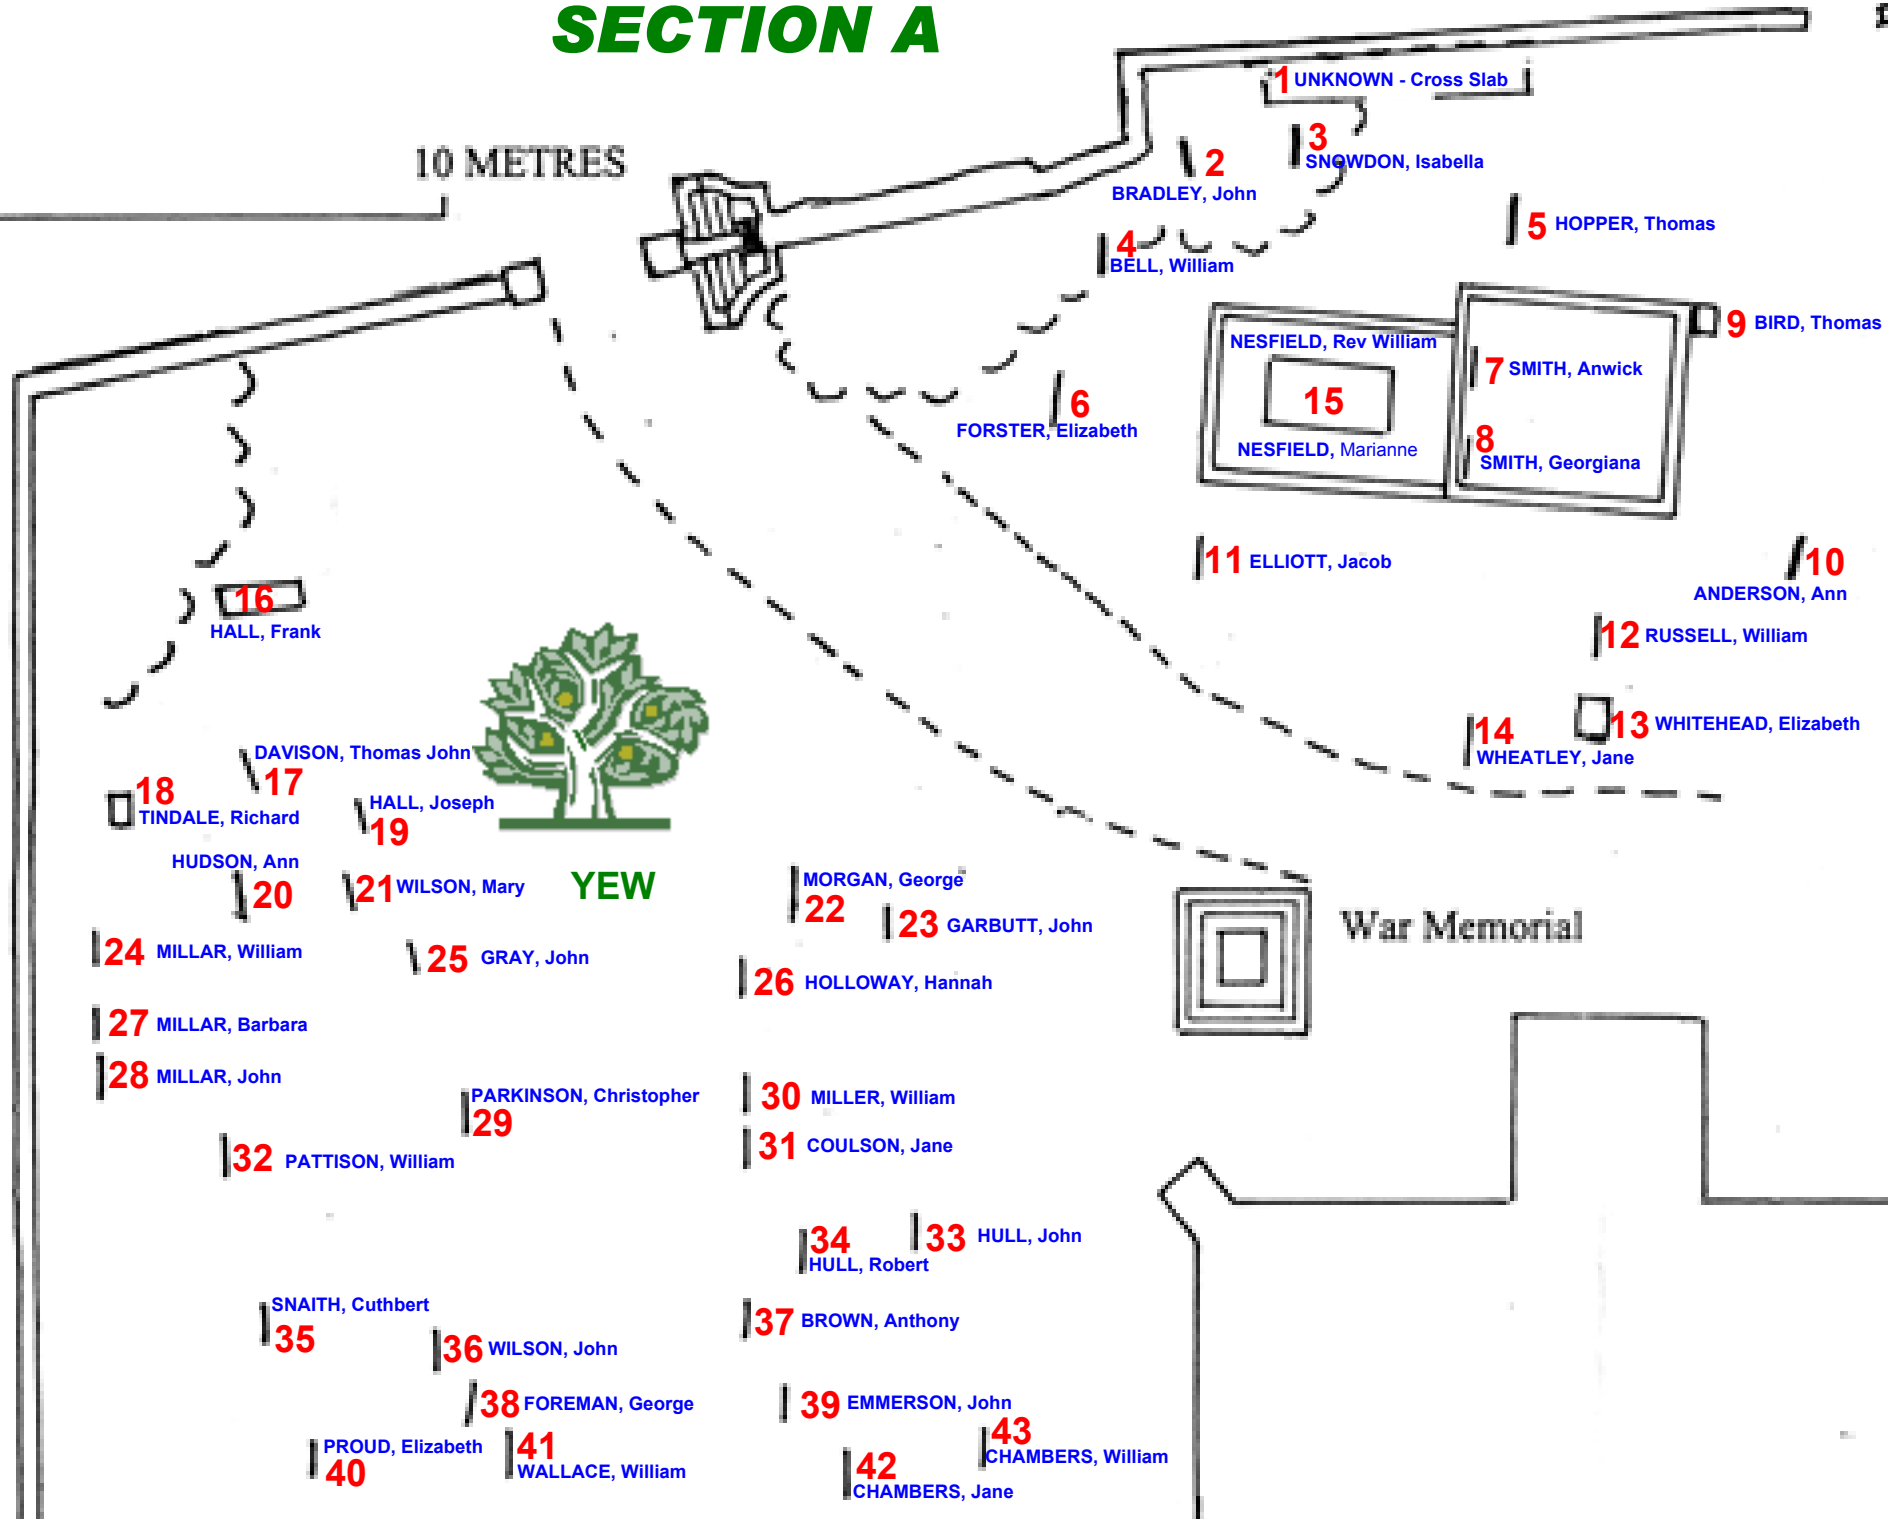 SECTION A
1 UNKNOWN - Cross Slab
10 METRES
2
BRADLEY, John
3
SNOWDON, Isabella
4
BELL, William
5 HOPPER, Thomas
6
FORSTER, Elizabeth
NESFIELD, Rev William
15
NESFIELD, Marianne
7 SMITH, Anwick
8
SMITH, Georgiana
9 BIRD, Thomas
10
ANDERSON, Ann
11 ELLIOTT, Jacob
12 RUSSELL, William
13 WHITEHEAD, Elizabeth
14
WHEATLEY, Jane
16
HALL, Frank
DAVISON, Thomas John
17
18
TINDALE, Richard
HALL, Joseph
19
HUDSON, Ann
20
21 WILSON, Mary
YEW
MORGAN, George
22
23 GARBUTT, John
War Memorial
24 MILLAR, William
25 GRAY, John
26 HOLLOWAY, Hannah
27 MILLAR, Barbara
28 MILLAR, John
PARKINSON, Christopher
29
30 MILLER, William
31 COULSON, Jane
32 PATTISON, William
33 HULL, John
34
HULL, Robert
SNAITH, Cuthbert
35
36 WILSON, John
37 BROWN, Anthony
38 FOREMAN, George
39 EMMERSON, John
PROUD, Elizabeth
40
41
WALLACE, William
42
CHAMBERS, Jane
43
CHAMBERS, William